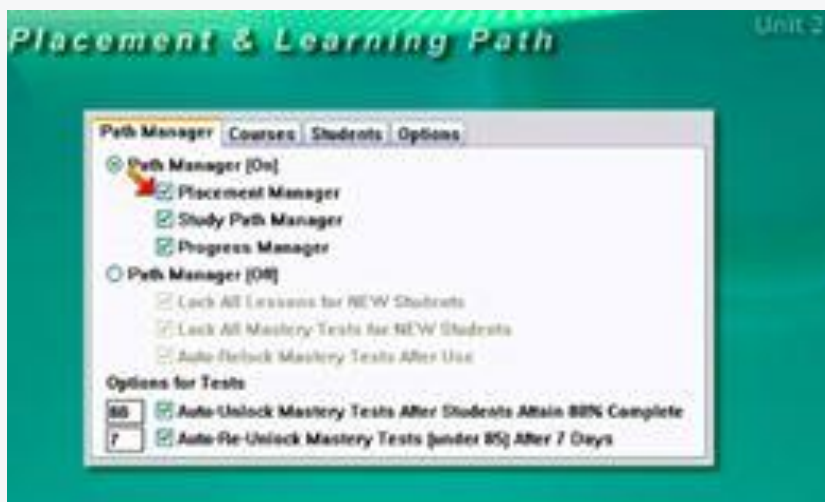 Placement & Learning Path
Unit 2
Path Manager Courses Students Options
Path Manager [On]
Placement Manager
Study Path Manager
Progress Manager
Path Manager [Off]
Lock All Lessons for NEW Students
Lock All Mastery Tests for NEW Students
Auto-Relock Mastery Tests After Use
Options for Tests
Auto-Unlock Mastery Tests After Students Attain 80% Complete
7 Auto-Re-Unlock Mastery Tests (under 85) After 7 Days